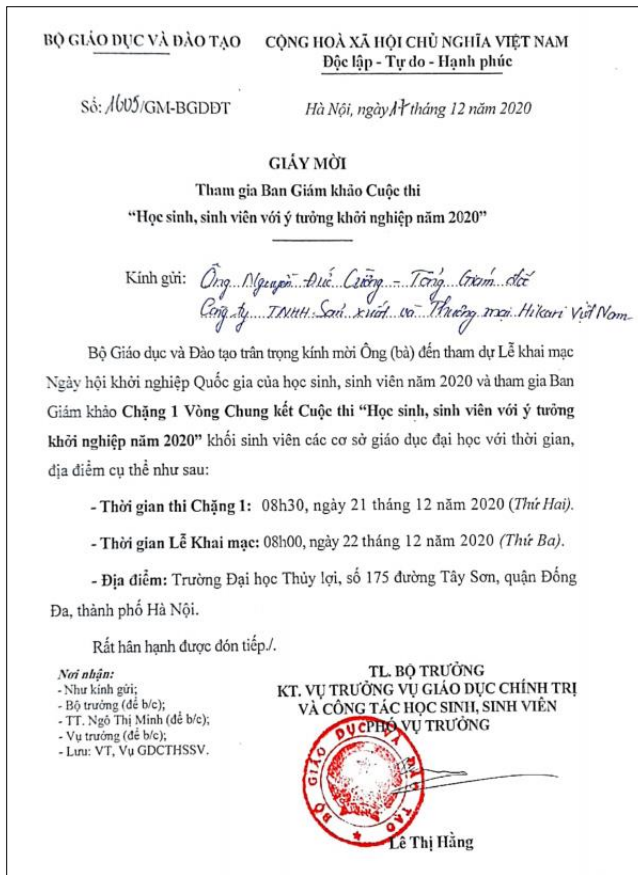 BỘ GIÁO DỤC VÀ ĐÀO TẠO
CỘNG HOÀ XÃ HỘI CHỦ NGHĨA VIỆT NAM
Độc lập - Tự do - Hạnh phúc
Số: 1605/GM-BGDĐT
Hà Nội, ngày 17 tháng 12 năm 2020
GIẤY MỜI
Tham gia Ban Giám khảo Cuộc thi
“Học sinh, sinh viên với ý tưởng khởi nghiệp năm 2020”
Kính gửi: Ông Nguyễn Đức Cường - Tổng Giám đốc
Công ty TNHH Sản xuất và Thương mại Hikari Việt Nam
Bộ Giáo dục và Đào tạo trân trọng kính mời Ông (bà) đến tham dự Lễ khai mạc
Ngày hội khởi nghiệp Quốc gia của học sinh, sinh viên năm 2020 và tham gia Ban
Giám khảo Chặng 1 Vòng Chung kết Cuộc thi “Học sinh, sinh viên với ý tưởng
khởi nghiệp năm 2020” khối sinh viên các cơ sở giáo dục đại học với thời gian,
địa điểm cụ thể như sau:
- Thời gian thi Chặng 1: 08h30, ngày 21 tháng 12 năm 2020 (Thứ Hai).
- Thời gian Lễ Khai mạc: 08h00, ngày 22 tháng 12 năm 2020 (Thứ Ba).
- Địa điểm: Trường Đại học Thủy lợi, số 175 đường Tây Sơn, quận Đống
Đa, thành phố Hà Nội.
Rất hân hạnh được đón tiếp./.
Nơi nhận:
- Như kính gửi;
- Bộ trưởng (để b/c);
- TT. Ngô Thị Minh (để b/c);
- Vụ trưởng (để b/c);
- Lưu: VT, Vụ GDCTHSSV.
TL. BỘ TRƯỞNG
KT. VỤ TRƯỞNG VỤ GIÁO DỤC CHÍNH TRỊ
VÀ CÔNG TÁC HỌC SINH, SINH VIÊN
PHÓ VỤ TRƯỞNG
BỘ GIÁO DỤC VÀ ĐÀO TẠO
Lê Thị Hằng